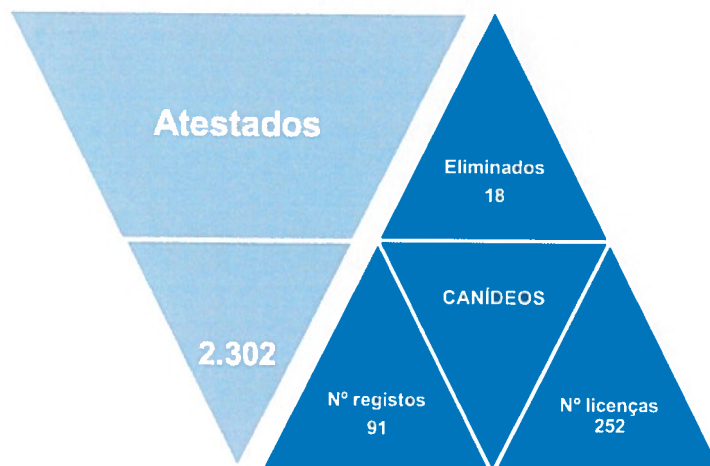 Atestados
2.302
Eliminados
18
CANÍDEOS
Nº registos
91
Nº licenças
252